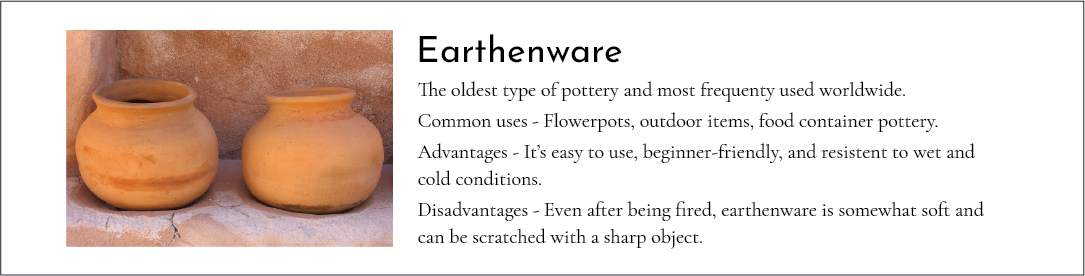 Earthenware
The oldest type of pottery and most frequenty used worldwide.
Common uses - Flowerpots, outdoor items, food container pottery.
Advantages - It's easy to use, beginner-friendly, and resistent to wet and
cold conditions.
Disadvantages - Even after being fired, earthenware is somewhat soft and
can be scratched with a sharp object.